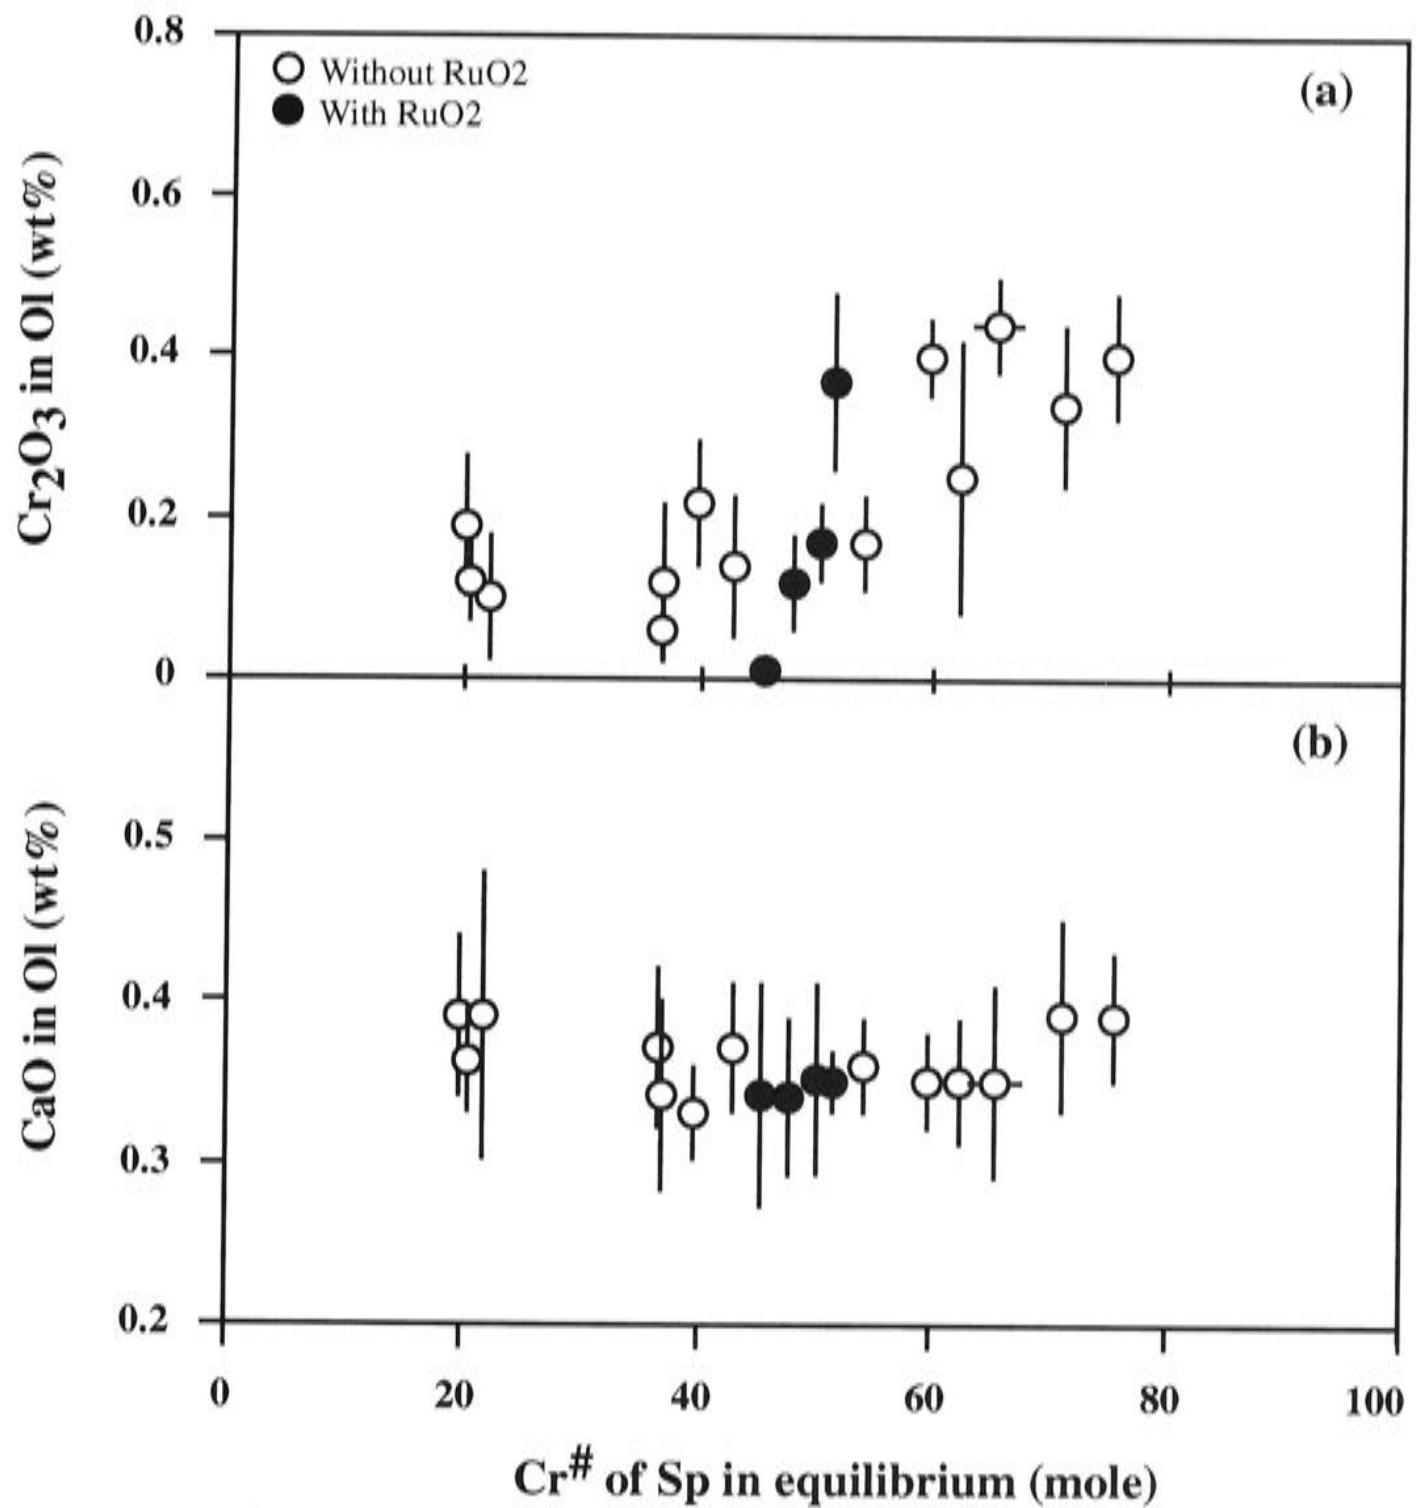 0.8
Without RuO2
With RuO2
(a)
0.6
0.4
0.2
0
Cr2O3 in Ol (wt%)
(b)
0.5
0.4
0.3
0.2
CaO in Ol (wt%)
0 20 40 60 80 100
Cr# of Sp in equilibrium (mole)